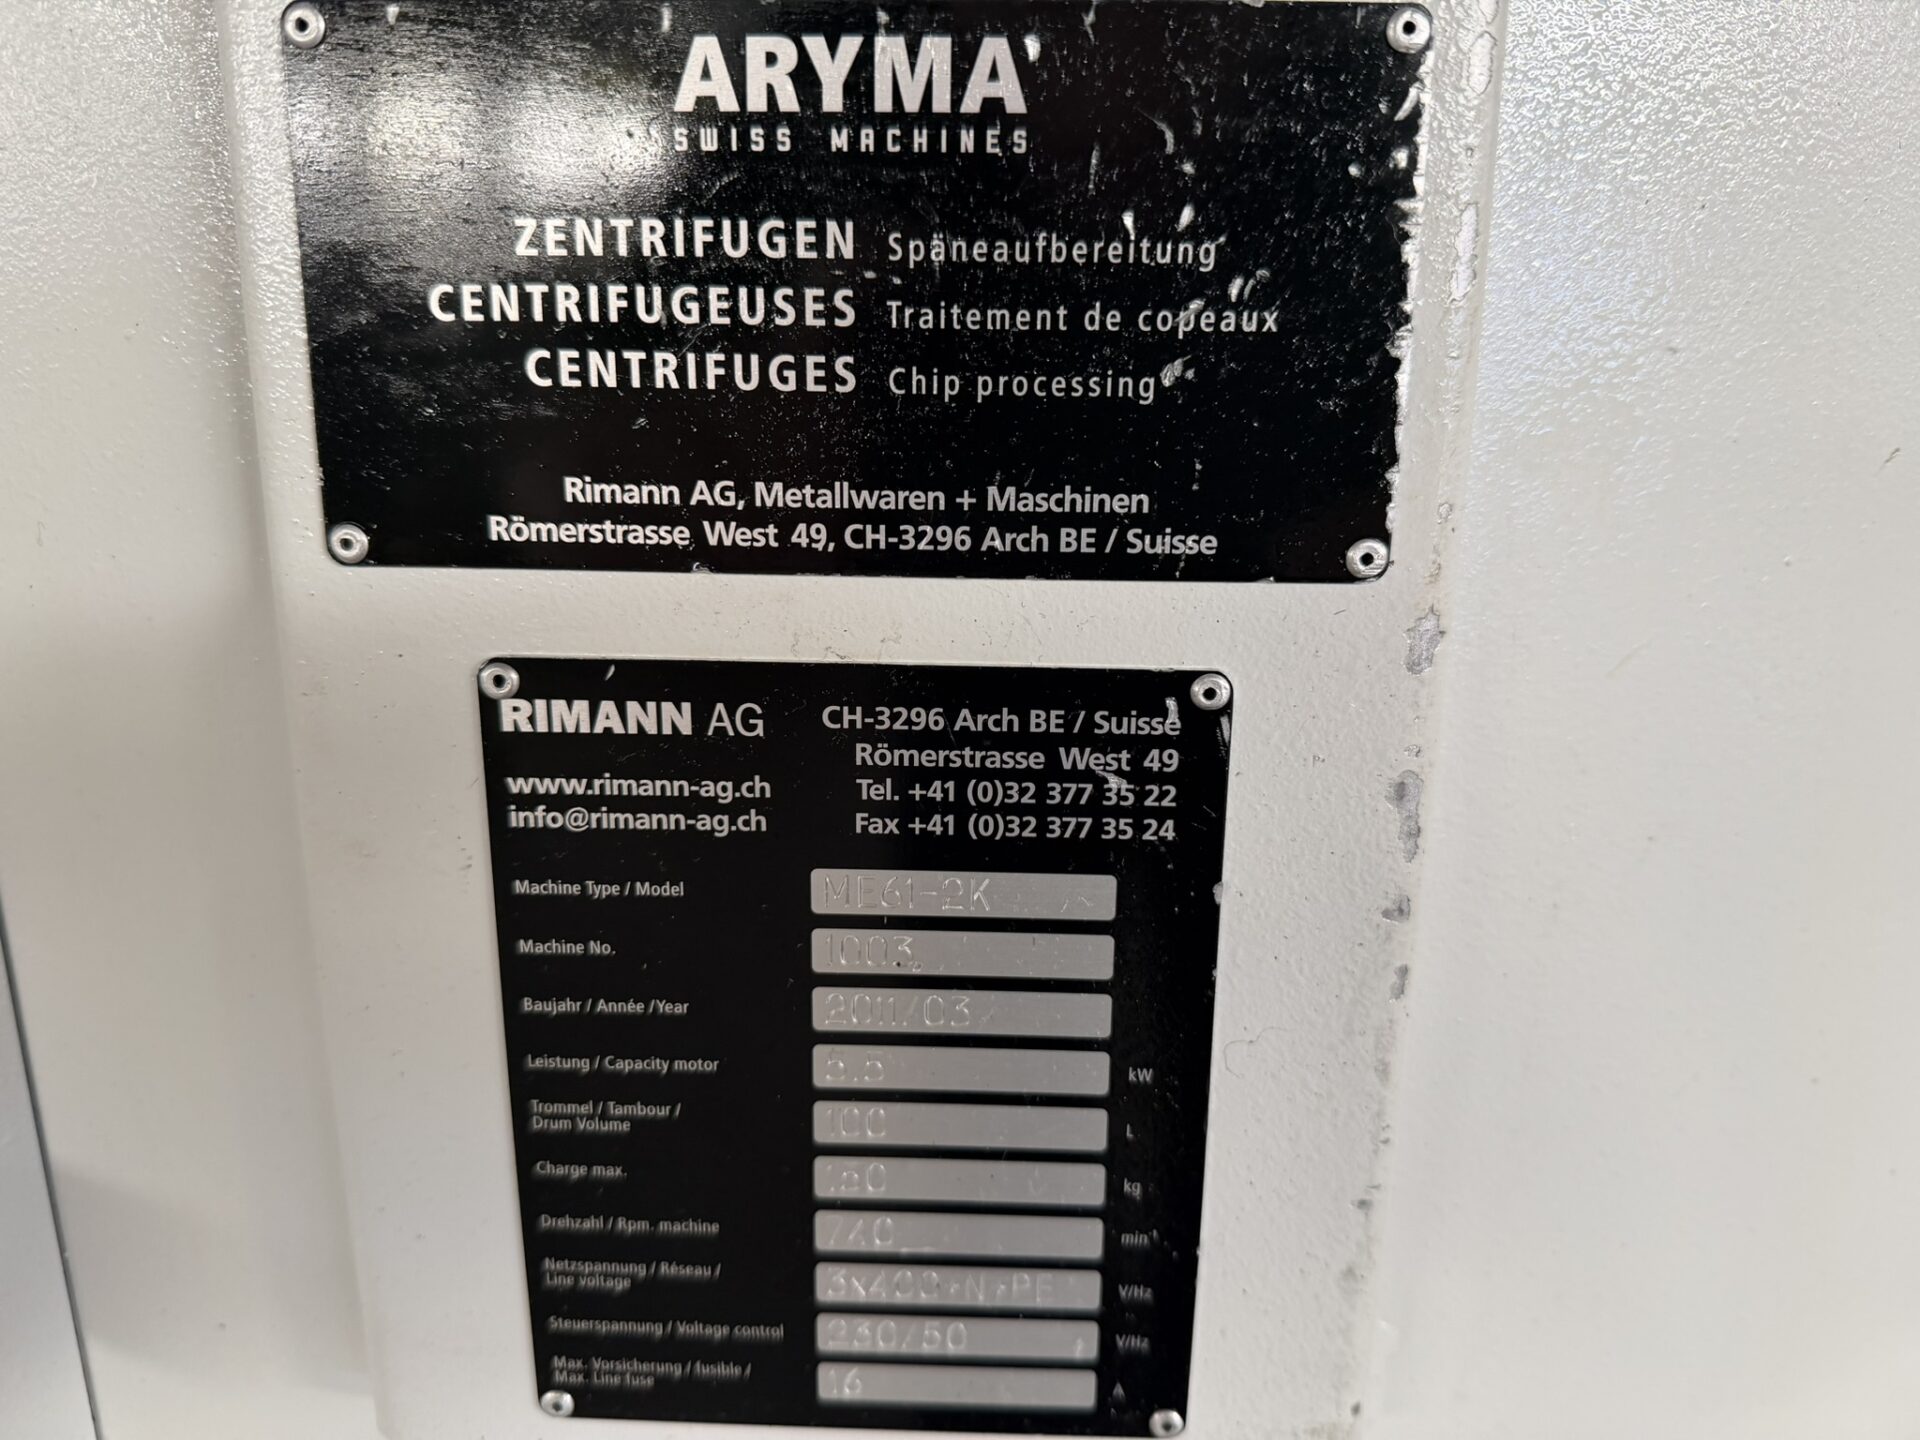 ARYMA
SWISS MACHINES
ZENTRIFUGEN Späneaufbereitung
CENTRIFUGEUSES Traitement de copeaux
CENTRIFUGES Chip processing
Rimann AG, Metallwaren + Maschinen
Römerstrasse West 49, CH-3296 Arch BE / Suisse
RIMANN AG
www.rimann-ag.ch
info@rimann-ag.ch
CH-3296 Arch BE / Suisse
Römerstrasse West 49
Tel. +41 (0)32 377 35 22
Fax +41 (0)32 377 35 24
Machine Type / Model ME61-2K
Machine No. 1003
Baujahr / Année / Year 2011/03
Leistung / Capacity motor 5.5 kW
Trommel / Tambour /
Drum Volume 100 L
Charge max. kg
Drehzahl / Rpm. machine min⁻¹
Netzspannung / Réseau /
Line voltage 3x400+N+PE V/Hz
Steuerspannung / Voltage control 230/50 V/Hz
Max. Vorsicherung / fusible /
Max. Line fuse 16 A